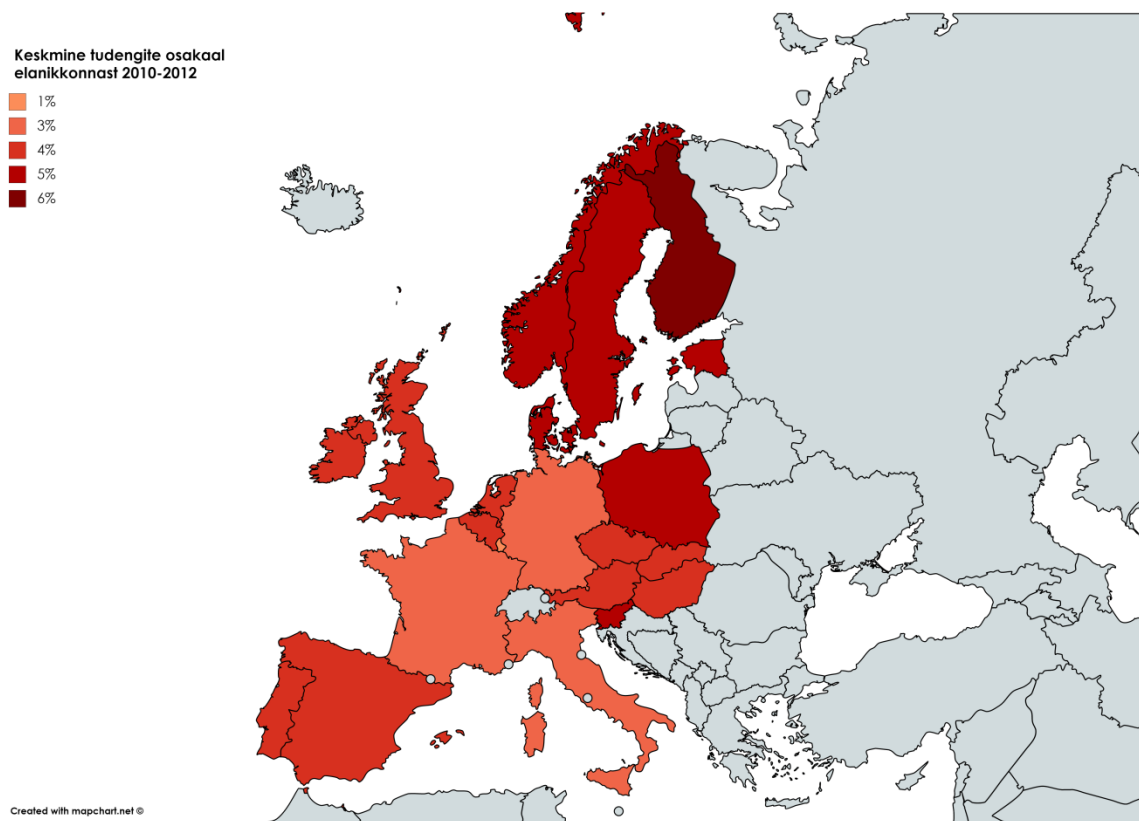 Keskmine tudengite osakaal
elanikkonnast 2010-2012
1%
3%
4%
5%
6%
Created with mapchart.net ©